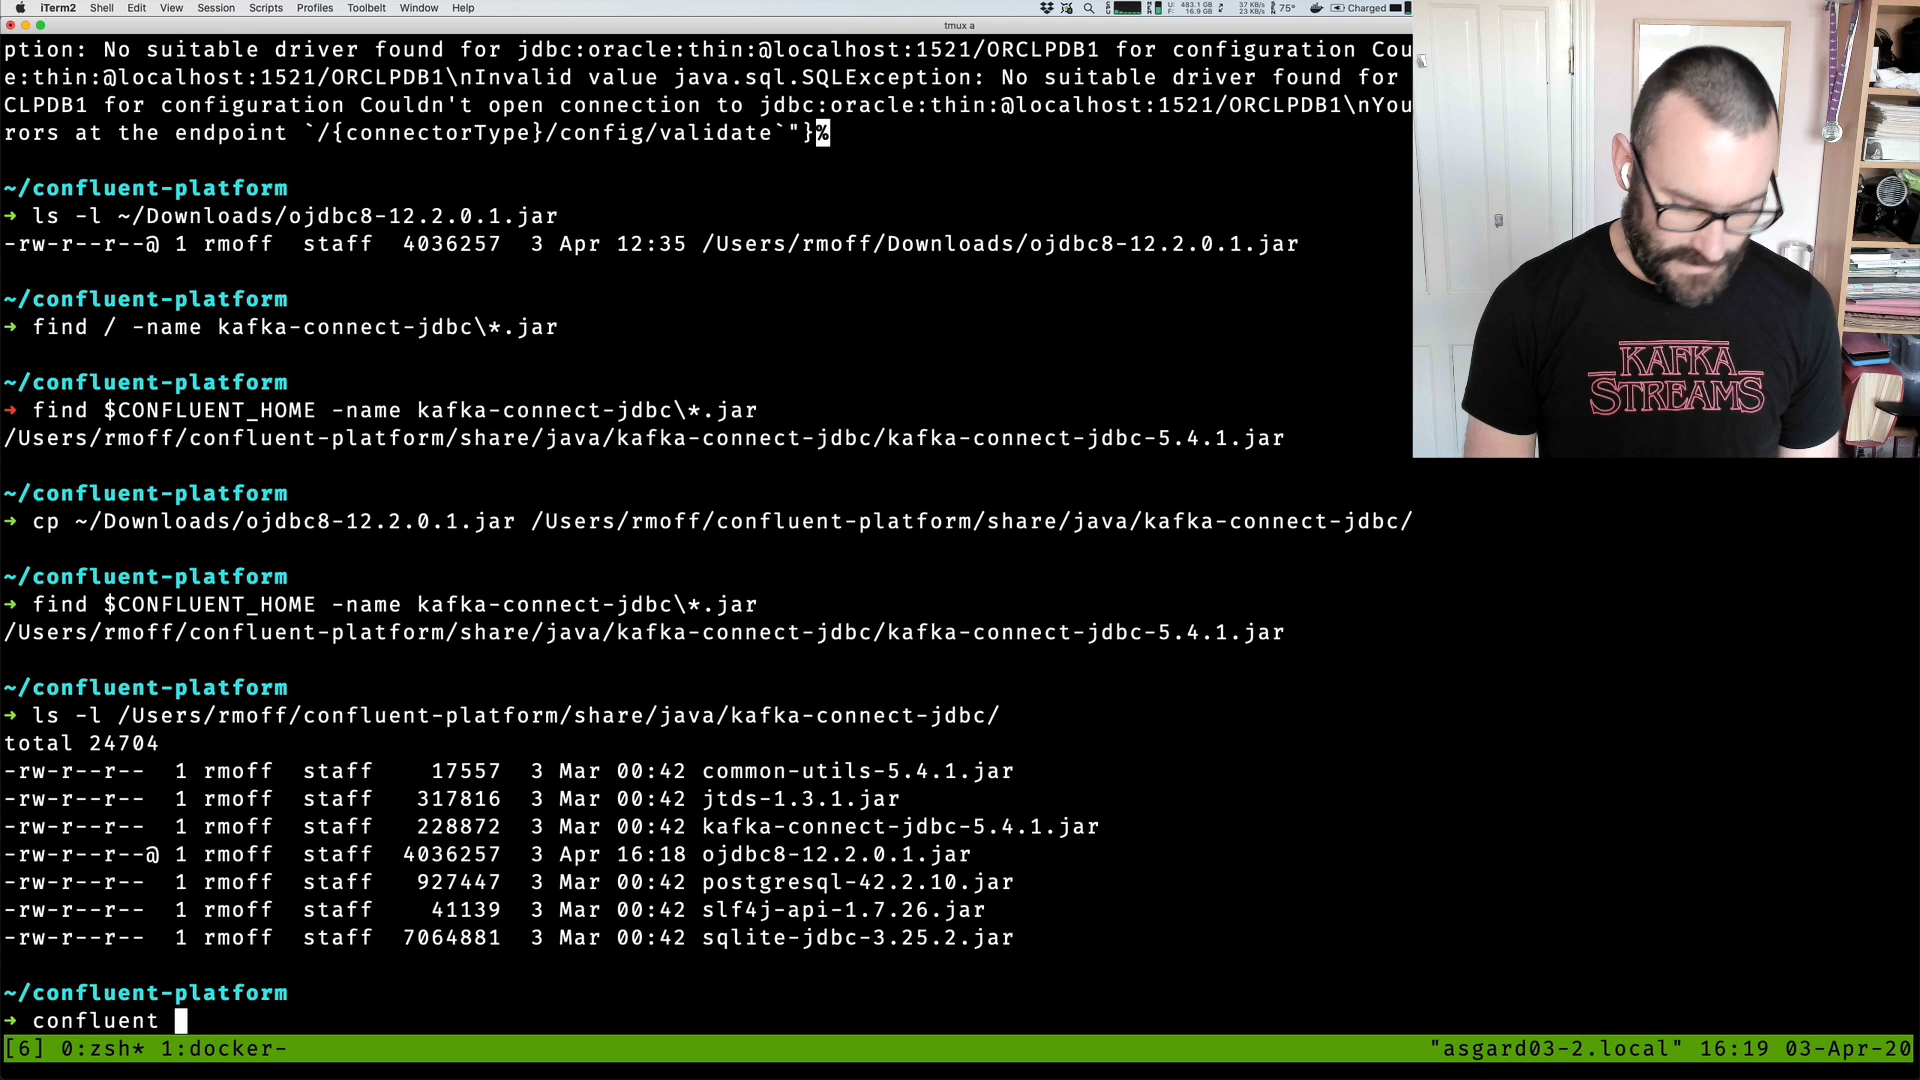 iTerm2 Shell Edit View Session Scripts Profiles Toolbelt Window Help
75° Charged
tmux a
ption: No suitable driver found for jdbc:oracle:thin:@localhost:1521/ORCLPDB1 for configuration Cou
e:thin:@localhost:1521/ORCLPDB1\nInvalid value java.sql.SQLException: No suitable driver found for
CLPDB1 for configuration Couldn't open connection to jdbc:oracle:thin:@localhost:1521/ORCLPDB1\nYou
rors at the endpoint `/{connectorType}/config/validate`"}%
~/confluent-platform
➜ ls -l ~/Downloads/ojdbc8-12.2.0.1.jar
-rw-r--r--@ 1 rmoff  staff  4036257  3 Apr 12:35 /Users/rmoff/Downloads/ojdbc8-12.2.0.1.jar
~/confluent-platform
➜ find / -name kafka-connect-jdbc\*.jar
~/confluent-platform
➜ find $CONFLUENT_HOME -name kafka-connect-jdbc\*.jar
/Users/rmoff/confluent-platform/share/java/kafka-connect-jdbc/kafka-connect-jdbc-5.4.1.jar
~/confluent-platform
➜ cp ~/Downloads/ojdbc8-12.2.0.1.jar /Users/rmoff/confluent-platform/share/java/kafka-connect-jdbc/
~/confluent-platform
➜ find $CONFLUENT_HOME -name kafka-connect-jdbc\*.jar
/Users/rmoff/confluent-platform/share/java/kafka-connect-jdbc/kafka-connect-jdbc-5.4.1.jar
~/confluent-platform
➜ ls -l /Users/rmoff/confluent-platform/share/java/kafka-connect-jdbc/
total 24704
-rw-r--r--  1 rmoff  staff    17557  3 Mar 00:42 common-utils-5.4.1.jar
-rw-r--r--  1 rmoff  staff   317816  3 Mar 00:42 jtds-1.3.1.jar
-rw-r--r--  1 rmoff  staff   228872  3 Mar 00:42 kafka-connect-jdbc-5.4.1.jar
-rw-r--r--@ 1 rmoff  staff  4036257  3 Apr 16:18 ojdbc8-12.2.0.1.jar
-rw-r--r--  1 rmoff  staff   927447  3 Mar 00:42 postgresql-42.2.10.jar
-rw-r--r--  1 rmoff  staff    41139  3 Mar 00:42 slf4j-api-1.7.26.jar
-rw-r--r--  1 rmoff  staff  7064881  3 Mar 00:42 sqlite-jdbc-3.25.2.jar
~/confluent-platform
➜ confluent
[6] 0:zsh* 1:docker- "asgard03-2.local" 16:19 03-Apr-20
KAFKA
STREAMS